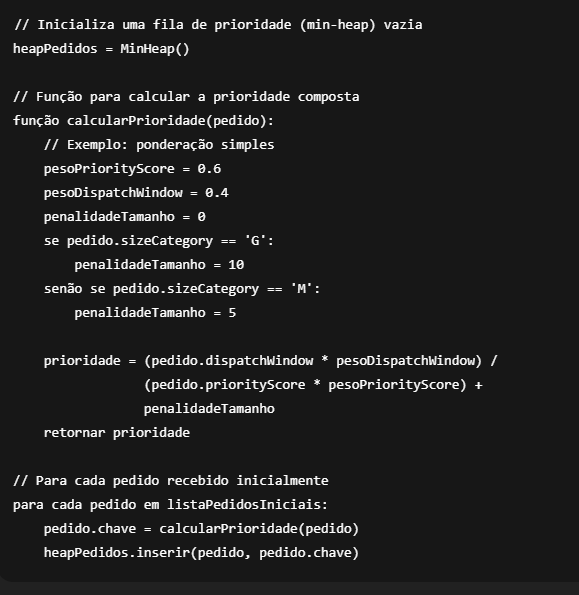 // Inicializa uma fila de prioridade (min-heap) vazia
heapPedidos = MinHeap()

// Função para calcular a prioridade composta
função calcularPrioridade(pedido):
    // Exemplo: ponderação simples
    pesoPriorityScore = 0.6
    pesoDispatchWindow = 0.4
    penalidadeTamanho = 0
    se pedido.sizeCategory == 'G':
        penalidadeTamanho = 10
    senão se pedido.sizeCategory == 'M':
        penalidadeTamanho = 5

    prioridade = (pedido.dispatchWindow * pesoDispatchWindow) /
                 (pedido.priorityScore * pesoPriorityScore) +
                 penalidadeTamanho
    retornar prioridade

// Para cada pedido recebido inicialmente
para cada pedido em listaPedidosIniciais:
    pedido.chave = calcularPrioridade(pedido)
    heapPedidos.inserir(pedido, pedido.chave)